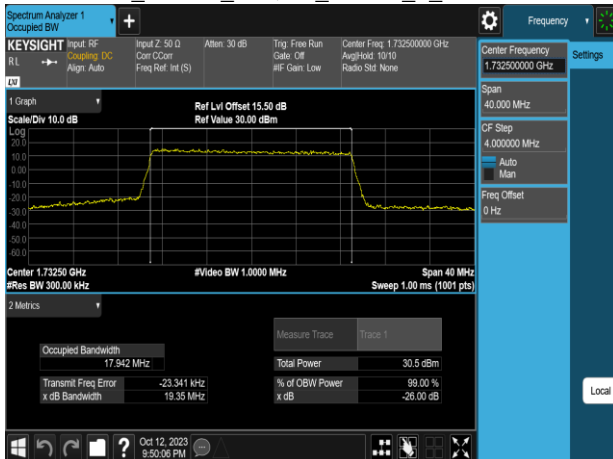 Spectrum Analyzer 1
Occupied BW
+
Frequency
KEYSIGHT
Input: RF
Input Z: 50 Ω
Atten: 30 dB
Trig: Free Run
Center Freq: 1.732500000 GHz
R L
Coupling: DC
Corr CCorr
Gate: Off
Avg|Hold: 10/10
Align: Auto
Freq Ref: Int (S)
#IF Gain: Low
Radio Std: None
LXI
1 Graph
Ref Lvl Offset 15.50 dB
Scale/Div 10.0 dB
Ref Value 30.00 dBm
Log
20.0
10.0
0.00
-10.0
-20.0
-30.0
-40.0
-50.0
-60.0
Center 1.73250 GHz
#Video BW 1.0000 MHz
Span 40 MHz
#Res BW 300.00 kHz
Sweep 1.00 ms (1001 pts)
2 Metrics
Measure Trace
Trace 1
Occupied Bandwidth
17.942 MHz
Total Power
30.5 dBm
Transmit Freq Error
-23.341 kHz
% of OBW Power
99.00 %
x dB Bandwidth
19.35 MHz
x dB
-26.00 dB
Center Frequency
1.732500000 GHz
Settings
Span
40.000 MHz
CF Step
4.000000 MHz
Auto
Man
Freq Offset
0 Hz
Local
?
Oct 12, 2023
9:50:06 PM